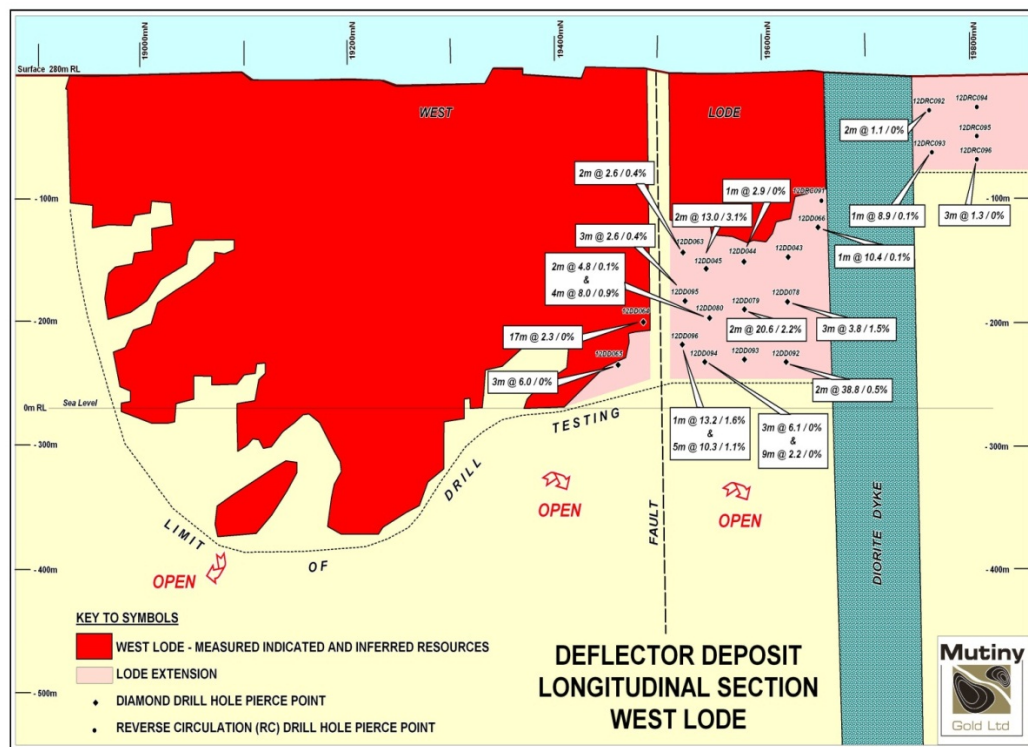 19000mN
19200mN
19400mN
19600mN
19800mN
Surface 280m RL
WEST
LODE
12DRC092
12DRC094
2m @ 1.1 / 0%
12DRC095
12DRC093
12DRC096
2m @ 2.6 / 0.4%
1m @ 2.9 / 0%
12DRC091
- 100m
- 100m
2m @ 13.0 / 3.1%
1m @ 8.9 / 0.1%
3m @ 1.3 / 0%
12DD066
3m @ 2.6 / 0.4%
12DD063
12DD045
12DD044
12DD043
1m @ 10.4 / 0.1%
2m @ 4.8 / 0.1%
&
4m @ 8.0 / 0.9%
12DD095
12DD080
12DD079
12DD078
- 200m
- 200m
12DD064
17m @ 2.3 / 0%
2m @ 20.6 / 2.2%
3m @ 3.8 / 1.5%
12DD096
12DD094
12DD093
12DD092
12DD065
3m @ 6.0 / 0%
2m @ 38.8 / 0.5%
0m RL
Sea Level
1m @ 13.2 / 1.6%
&
5m @ 10.3 / 1.1%
3m @ 6.1 / 0%
&
9m @ 2.2 / 0%
- 300m
- 300m
LIMIT OF DRILL TESTING
OPEN
OPEN
OPEN
FAULT
DIORITE DYKE
- 400m
- 400m
KEY TO SYMBOLS
WEST LODE - MEASURED INDICATED AND INFERRED RESOURCES
LODE EXTENSION
DIAMOND DRILL HOLE PIERCE POINT
REVERSE CIRCULATION (RC) DRILL HOLE PIERCE POINT
- 500m
- 500m
DEFLECTOR DEPOSIT
LONGITUDINAL SECTION
WEST LODE
Mutiny
Gold Ltd